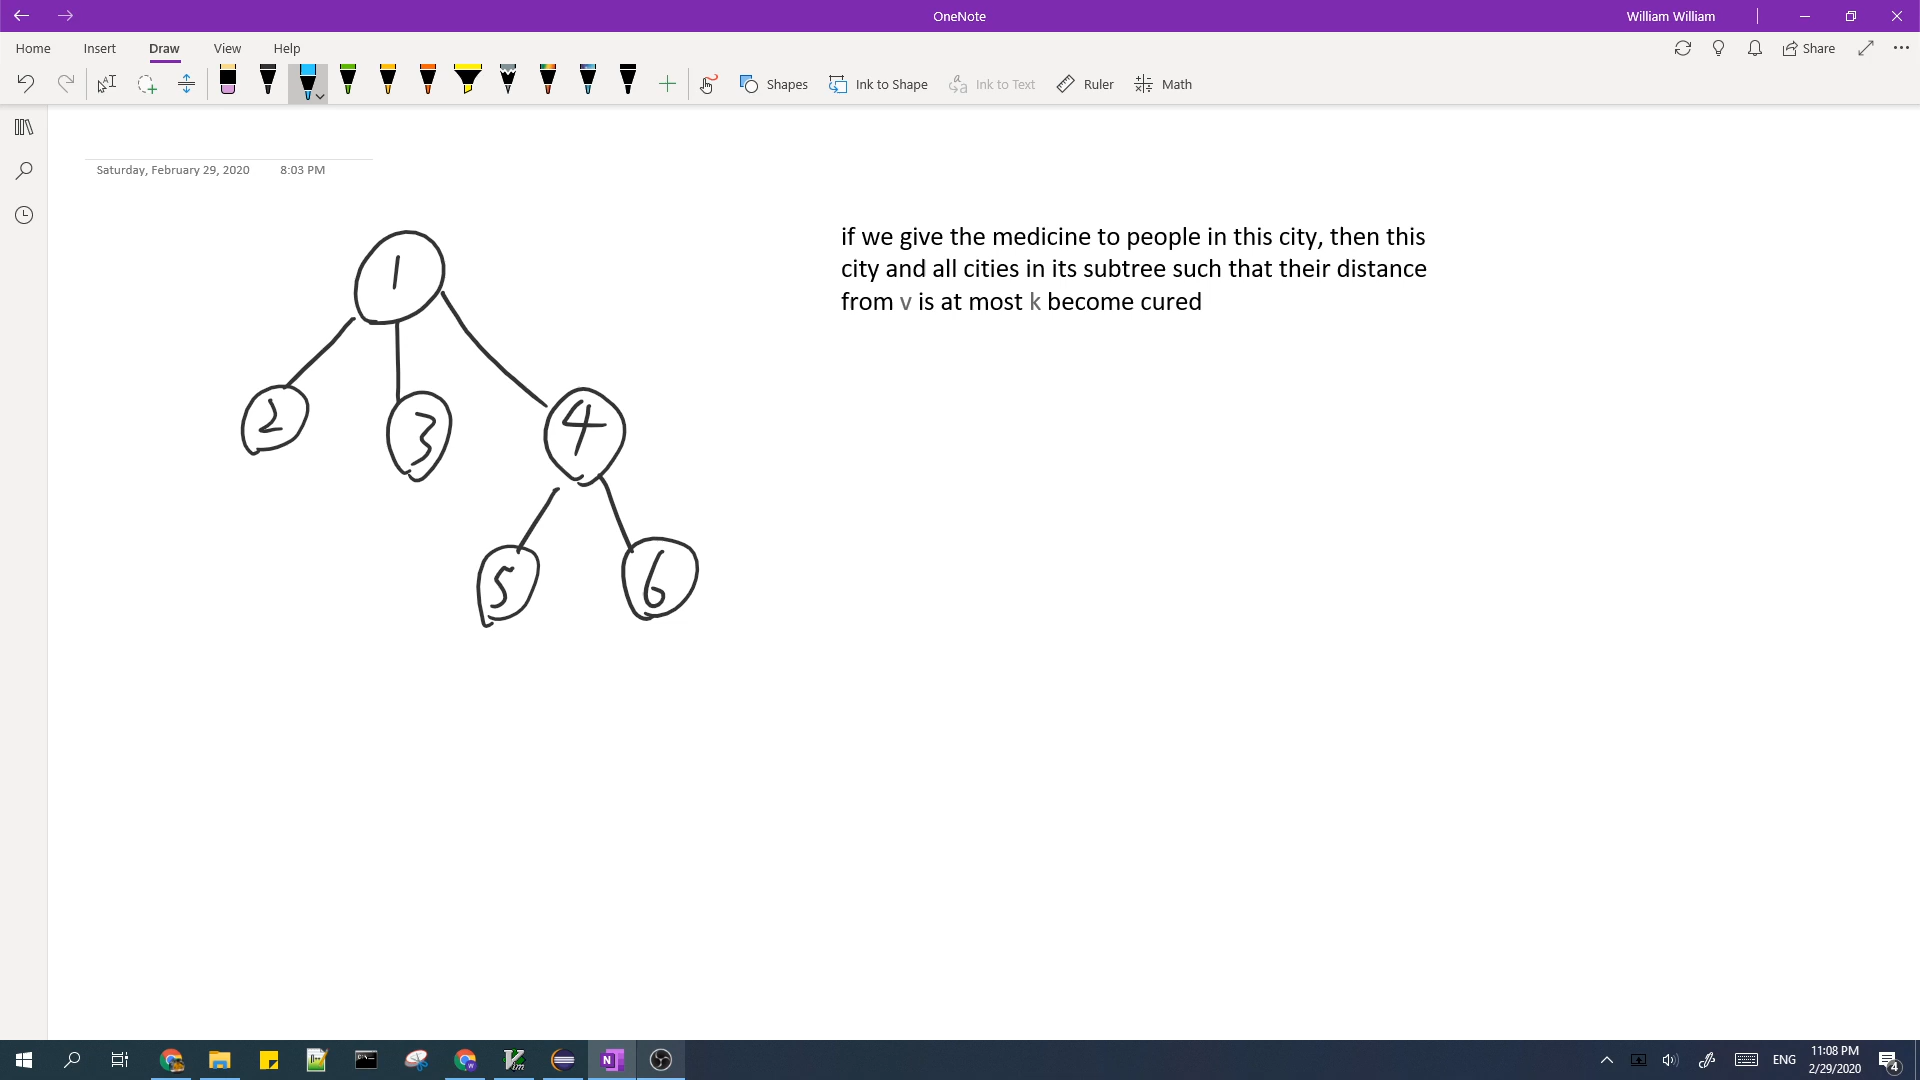 OneNote
William William
Home Insert Draw View Help
Share
Shapes Ink to Shape Ink to Text Ruler Math
Saturday, February 29, 2020 8:03 PM
if we give the medicine to people in this city, then this
city and all cities in its subtree such that their distance
from v is at most k become cured
1
2 3 4
5 6
ENG
11:08 PM
2/29/2020
4